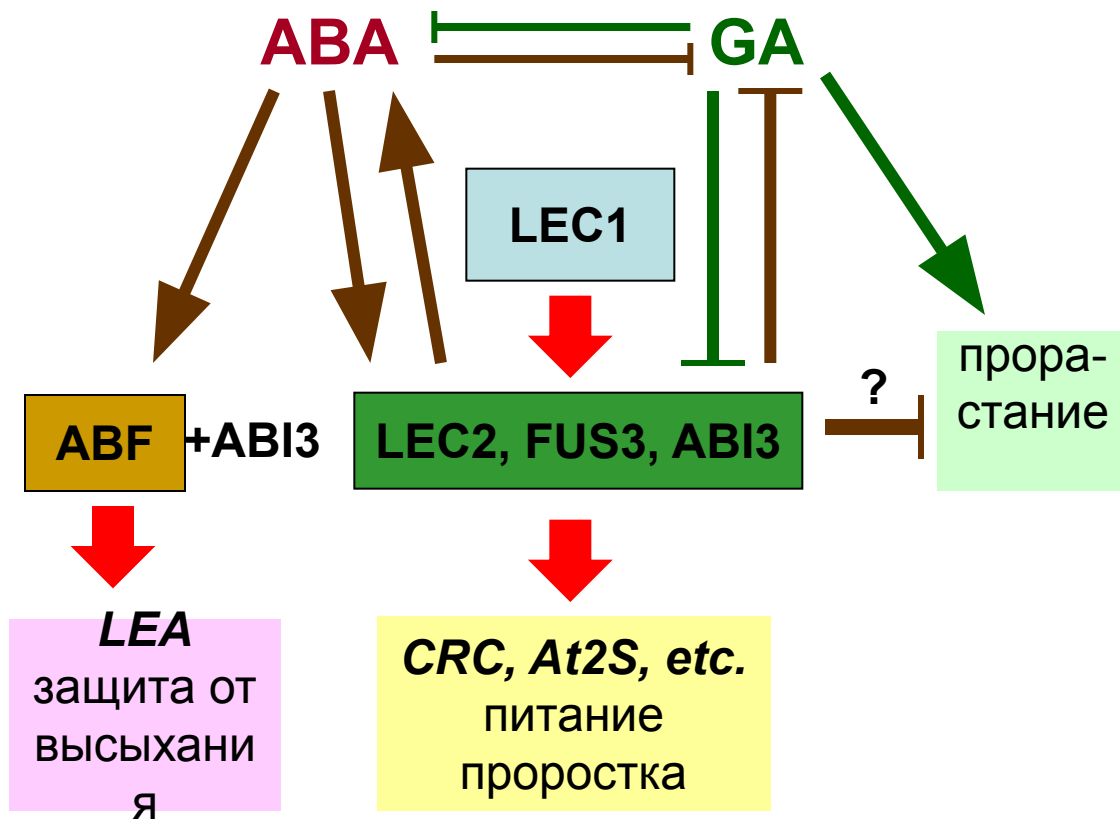 ABA
GA
LEC1
?
прора-
стание
ABF
+ABI3
LEC2, FUS3, ABI3
LEA
защита от
высыхани
я
CRC, At2S, etc.
питание
проростка